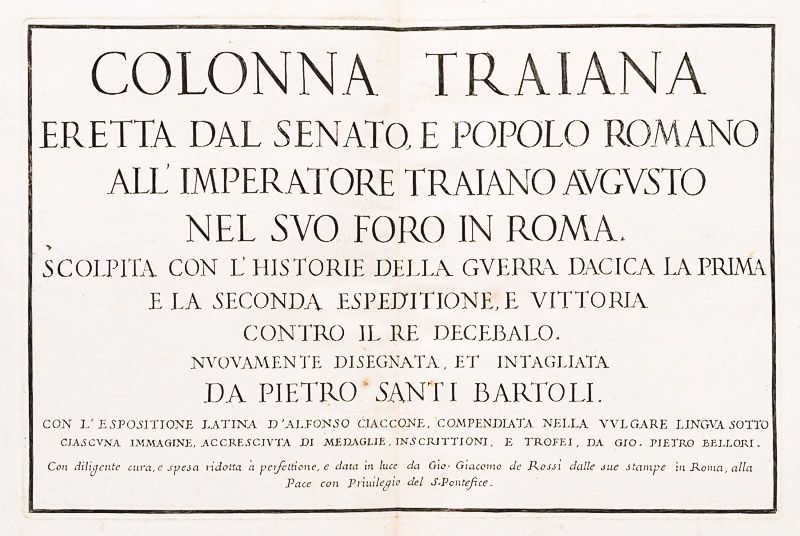 COLONNA TRAIANA
ERETTA DAL SENATO, E POPOLO ROMANO
ALL' IMPERATORE TRAIANO AVGVSTO
NEL SVO FORO IN ROMA.
SCOLPITA CON L'HISTORIE DELLA GVERRA DACICA LA PRIMA
E LA SECONDA ESPEDITIONE, E VITTORIA
CONTRO IL RE DECEBALO.
NVOVAMENTE DISEGNATA, ET INTAGLIATA
DA PIETRO SANTI BARTOLI.
CON L'ESPOSITIONE LATINA D'ALFONSO CIACCONE, COMPENDIATA NELLA VVLGARE LINGVA SOTTO
CIASCVNA IMMAGINE, ACCRESCIVTA DI MEDAGLIE, INSCRITTIONI, E TROFEI, DA GIO. PIETRO BELLORI.
Con diligente cura, e spesa ridotta à perfettione, e data in luce da Gio. Giacomo de Rossi dalle sue stampe in Roma, alla
Pace con Priuilegio del S. Pontefice.